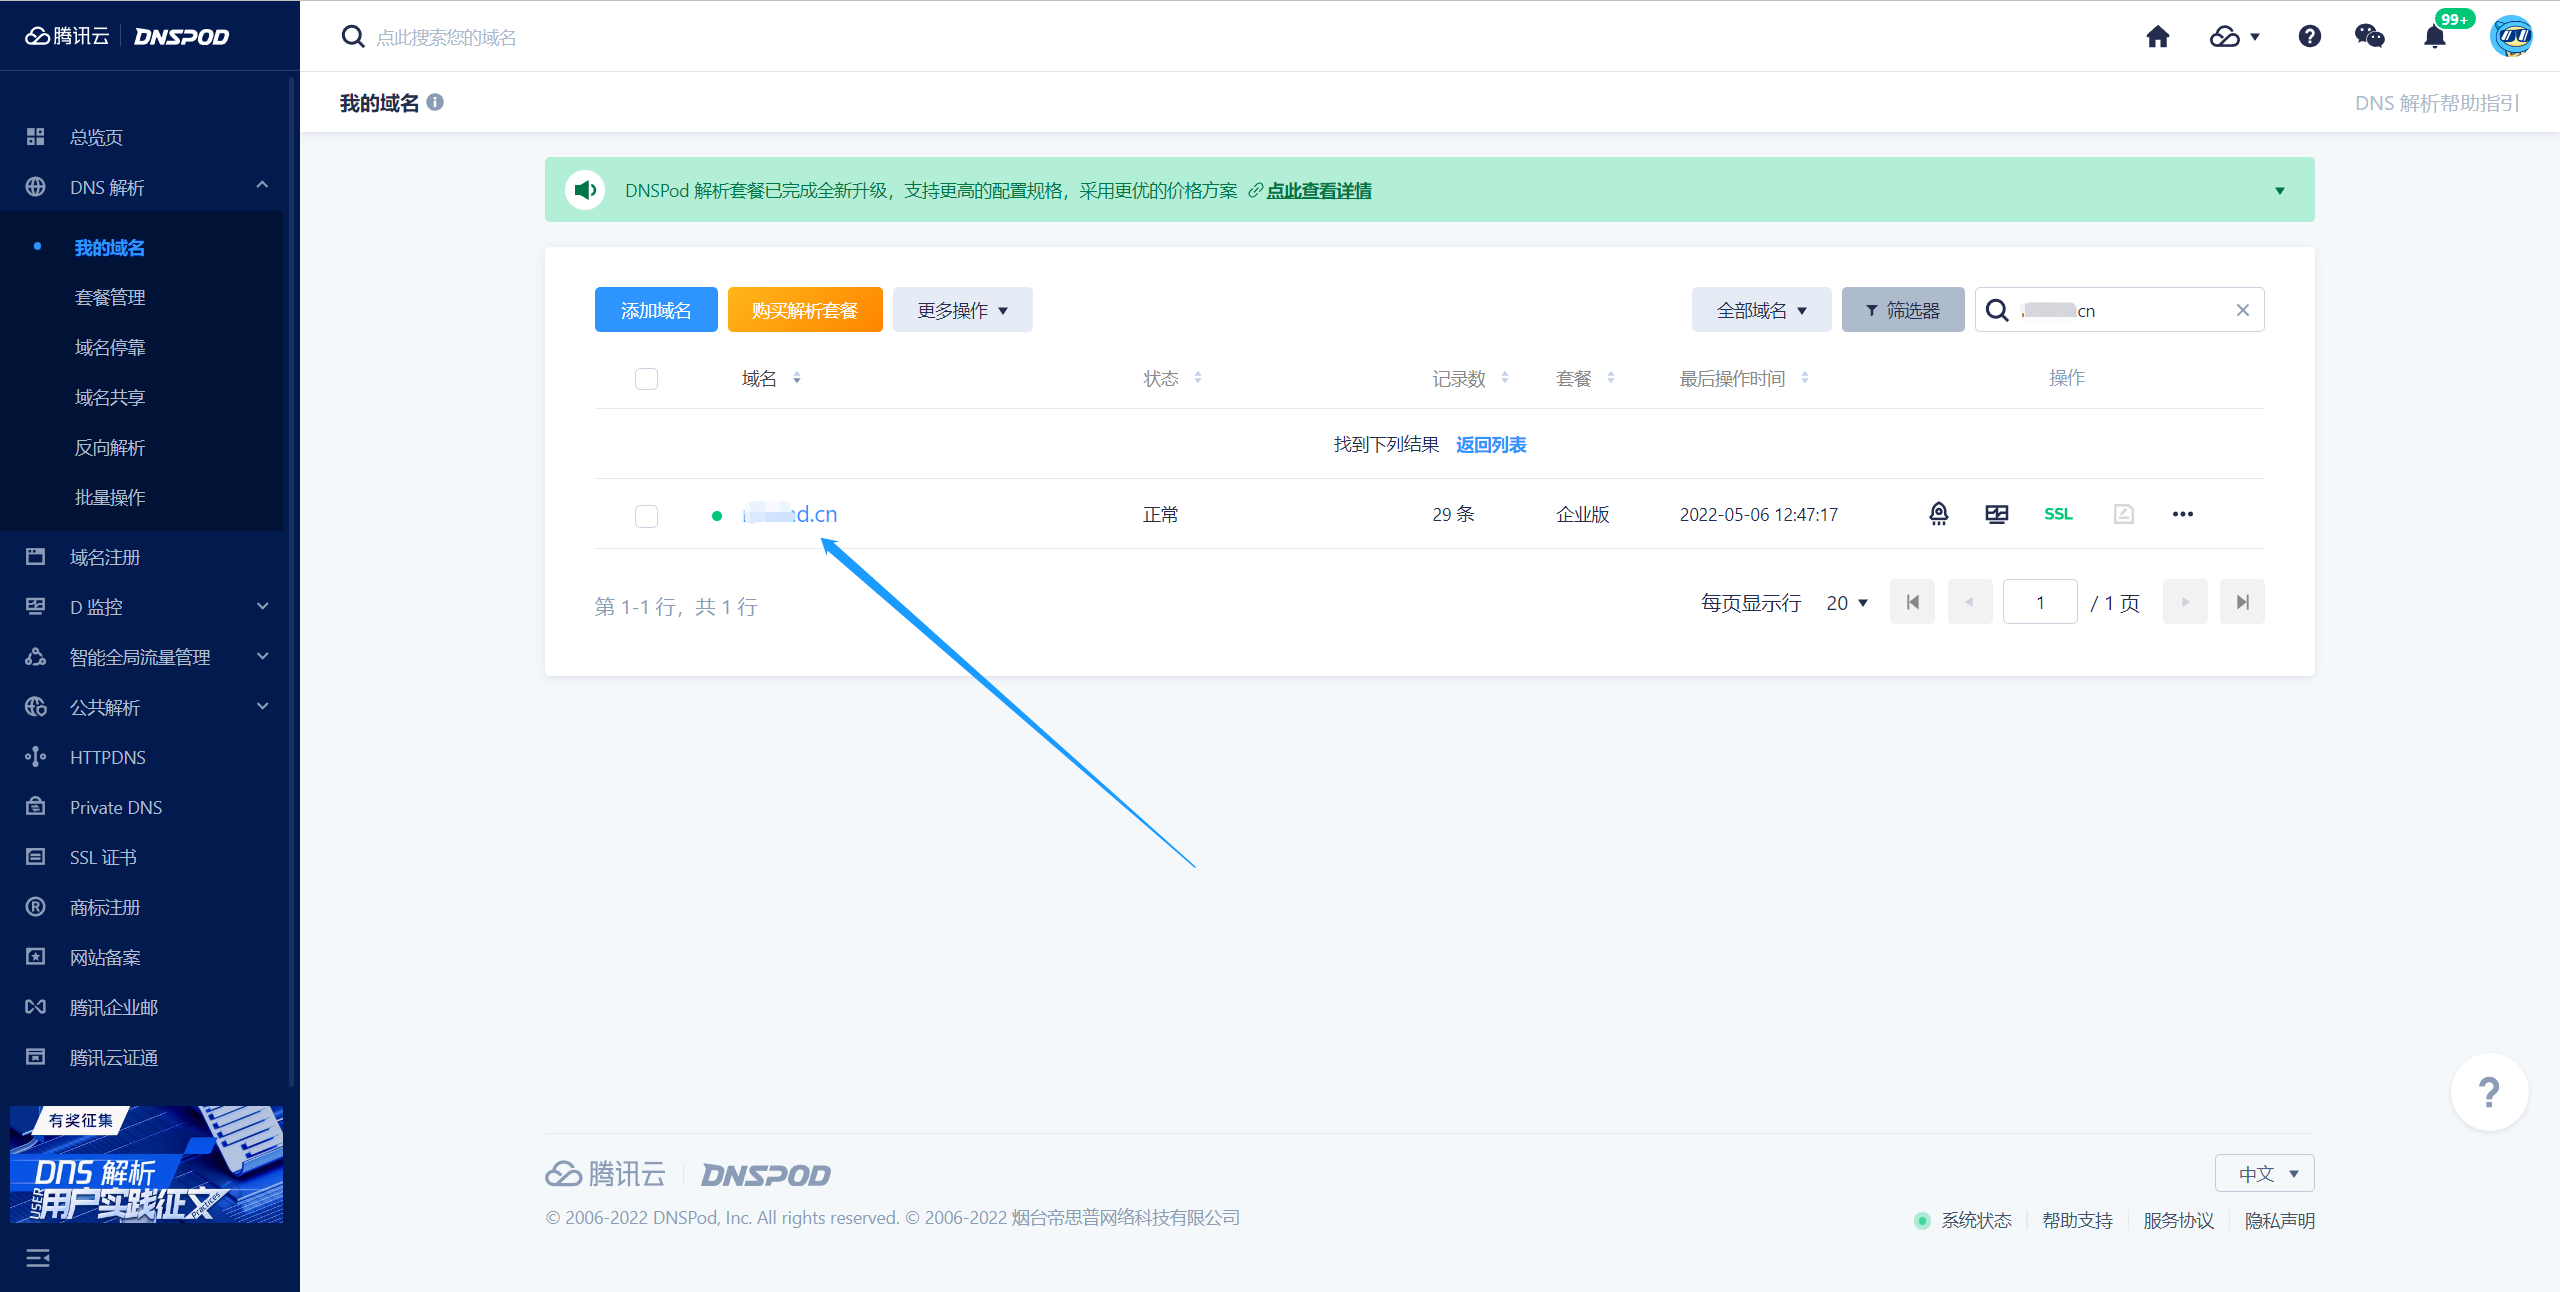 腾讯云 DNSPOD
点此搜索您的域名
99+
我的域名
DNS 解析帮助指引
总览页
DNS 解析
我的域名
套餐管理
域名停靠
域名共享
反向解析
批量操作
域名注册
D 监控
智能全局流量管理
公共解析
HTTPDNS
Private DNS
SSL 证书
商标注册
网站备案
腾讯企业邮
腾讯云证通
有奖征集
DNS 解析
用户实践征文
USER
Practices
DNSPod 解析套餐已完成全新升级，支持更高的配置规格，采用更优的价格方案 点此查看详情
添加域名 购买解析套餐 更多操作 全部域名 筛选器 cn
域名 状态 记录数 套餐 最后操作时间 操作
找到下列结果 返回列表
d.cn 正常 29 条 企业版 2022-05-06 12:47:17 SSL
第 1-1 行，共 1 行 每页显示行 20 1 / 1 页
腾讯云 DNSPOD
中文
© 2006-2022 DNSPod, Inc. All rights reserved. © 2006-2022 烟台帝思普网络科技有限公司
系统状态 帮助支持 服务协议 隐私声明